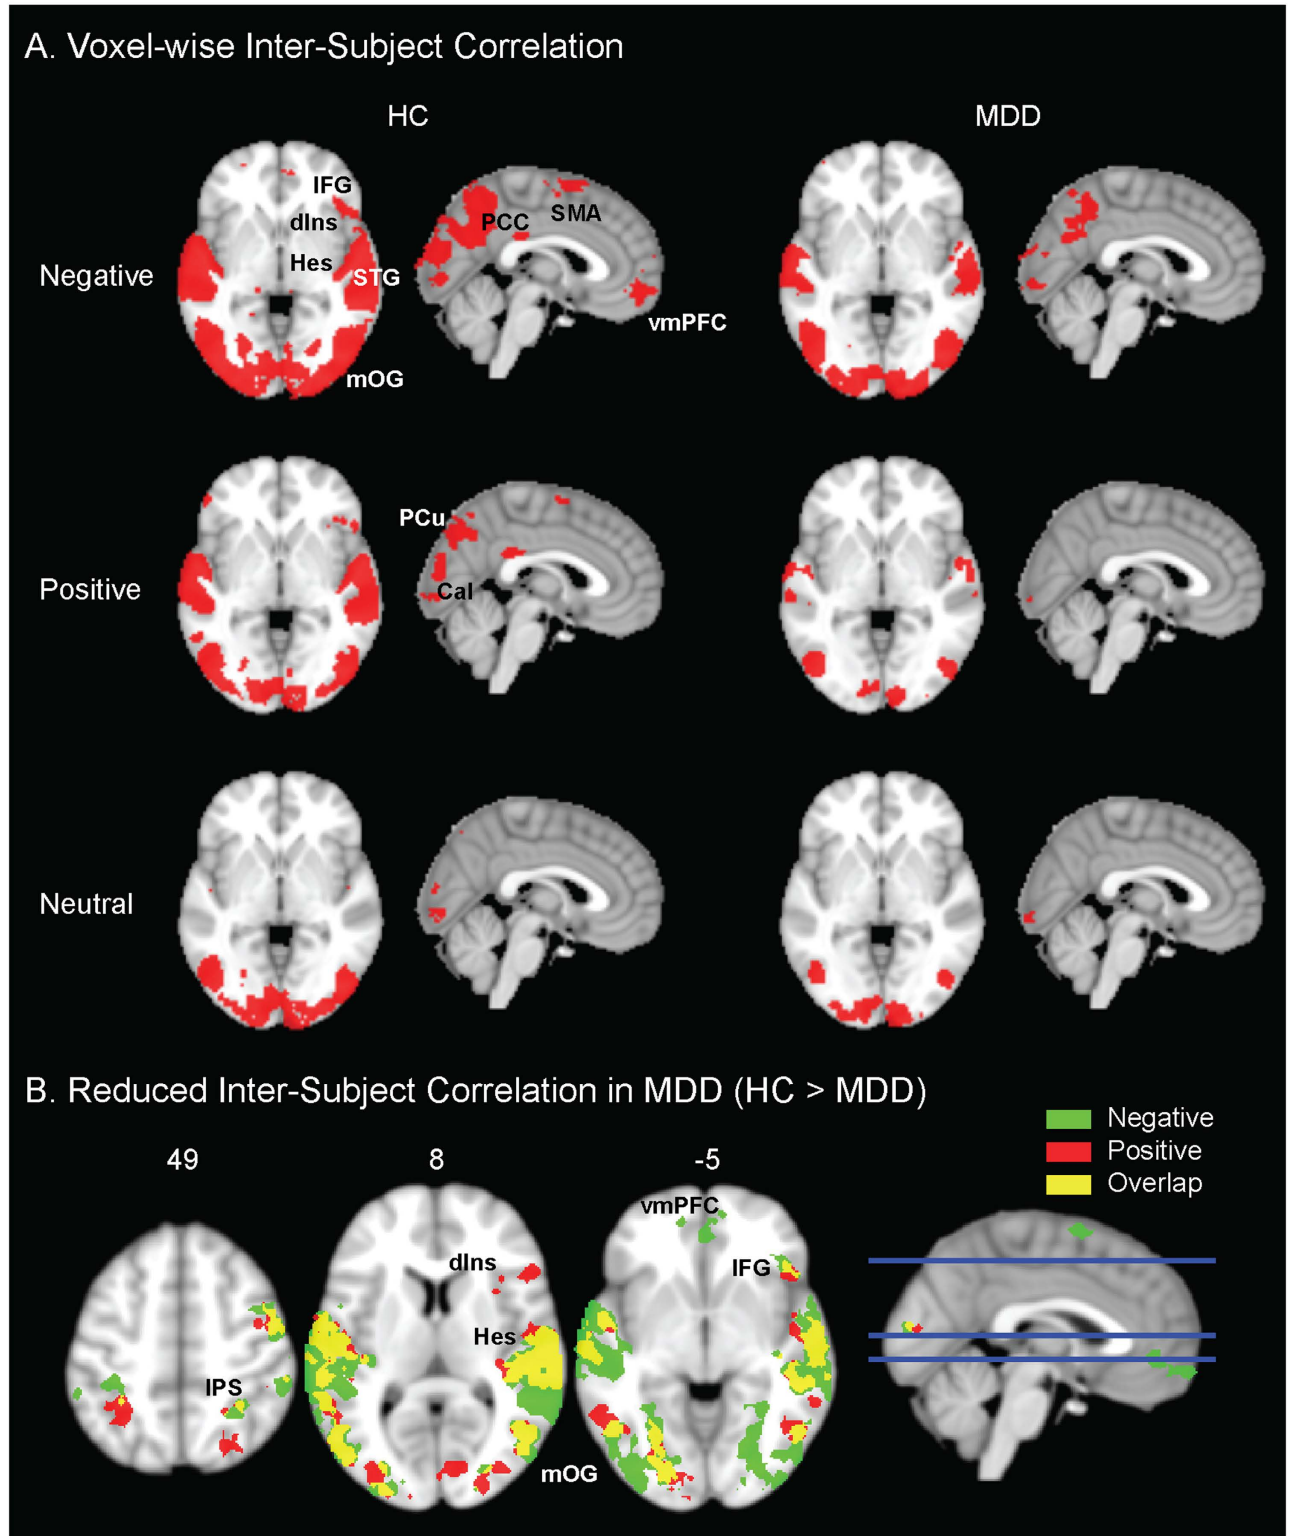 A. Voxel-wise Inter-Subject Correlation
HC
MDD
IFG
dIns
Hes
STG
mOG
PCC
SMA
vmPFC
Negative
PCu
Cal
Positive
Neutral
B. Reduced Inter-Subject Correlation in MDD (HC > MDD)
Negative
Positive
Overlap
49
8
-5
vmPFC
dIns
IFG
Hes
IPS
mOG